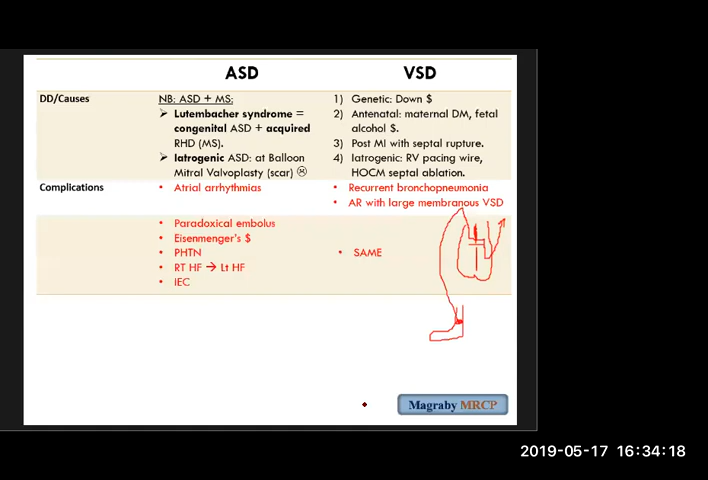 ASD VSD
DD/Causes
NB: ASD + MS:
➤ Lutembacher syndrome =
congenital ASD + acquired
RHD (MS).
➤ Iatrogenic ASD: at Balloon
Mitral Valvoplasty (scar) ☹
1) Genetic: Down $
2) Antenatal: maternal DM, fetal
alcohol $.
3) Post MI with septal rupture.
4) Iatrogenic: RV pacing wire,
HOCM septal ablation.
Complications
• Atrial arrhythmias
• Recurrent bronchopneumonia
• AR with large membranous VSD
• Paradoxical embolus
• Eisenmenger's $
• PHTN
• RT HF → Lt HF
• IEC
• SAME
Magraby MRCP
2019-05-17 16:34:18